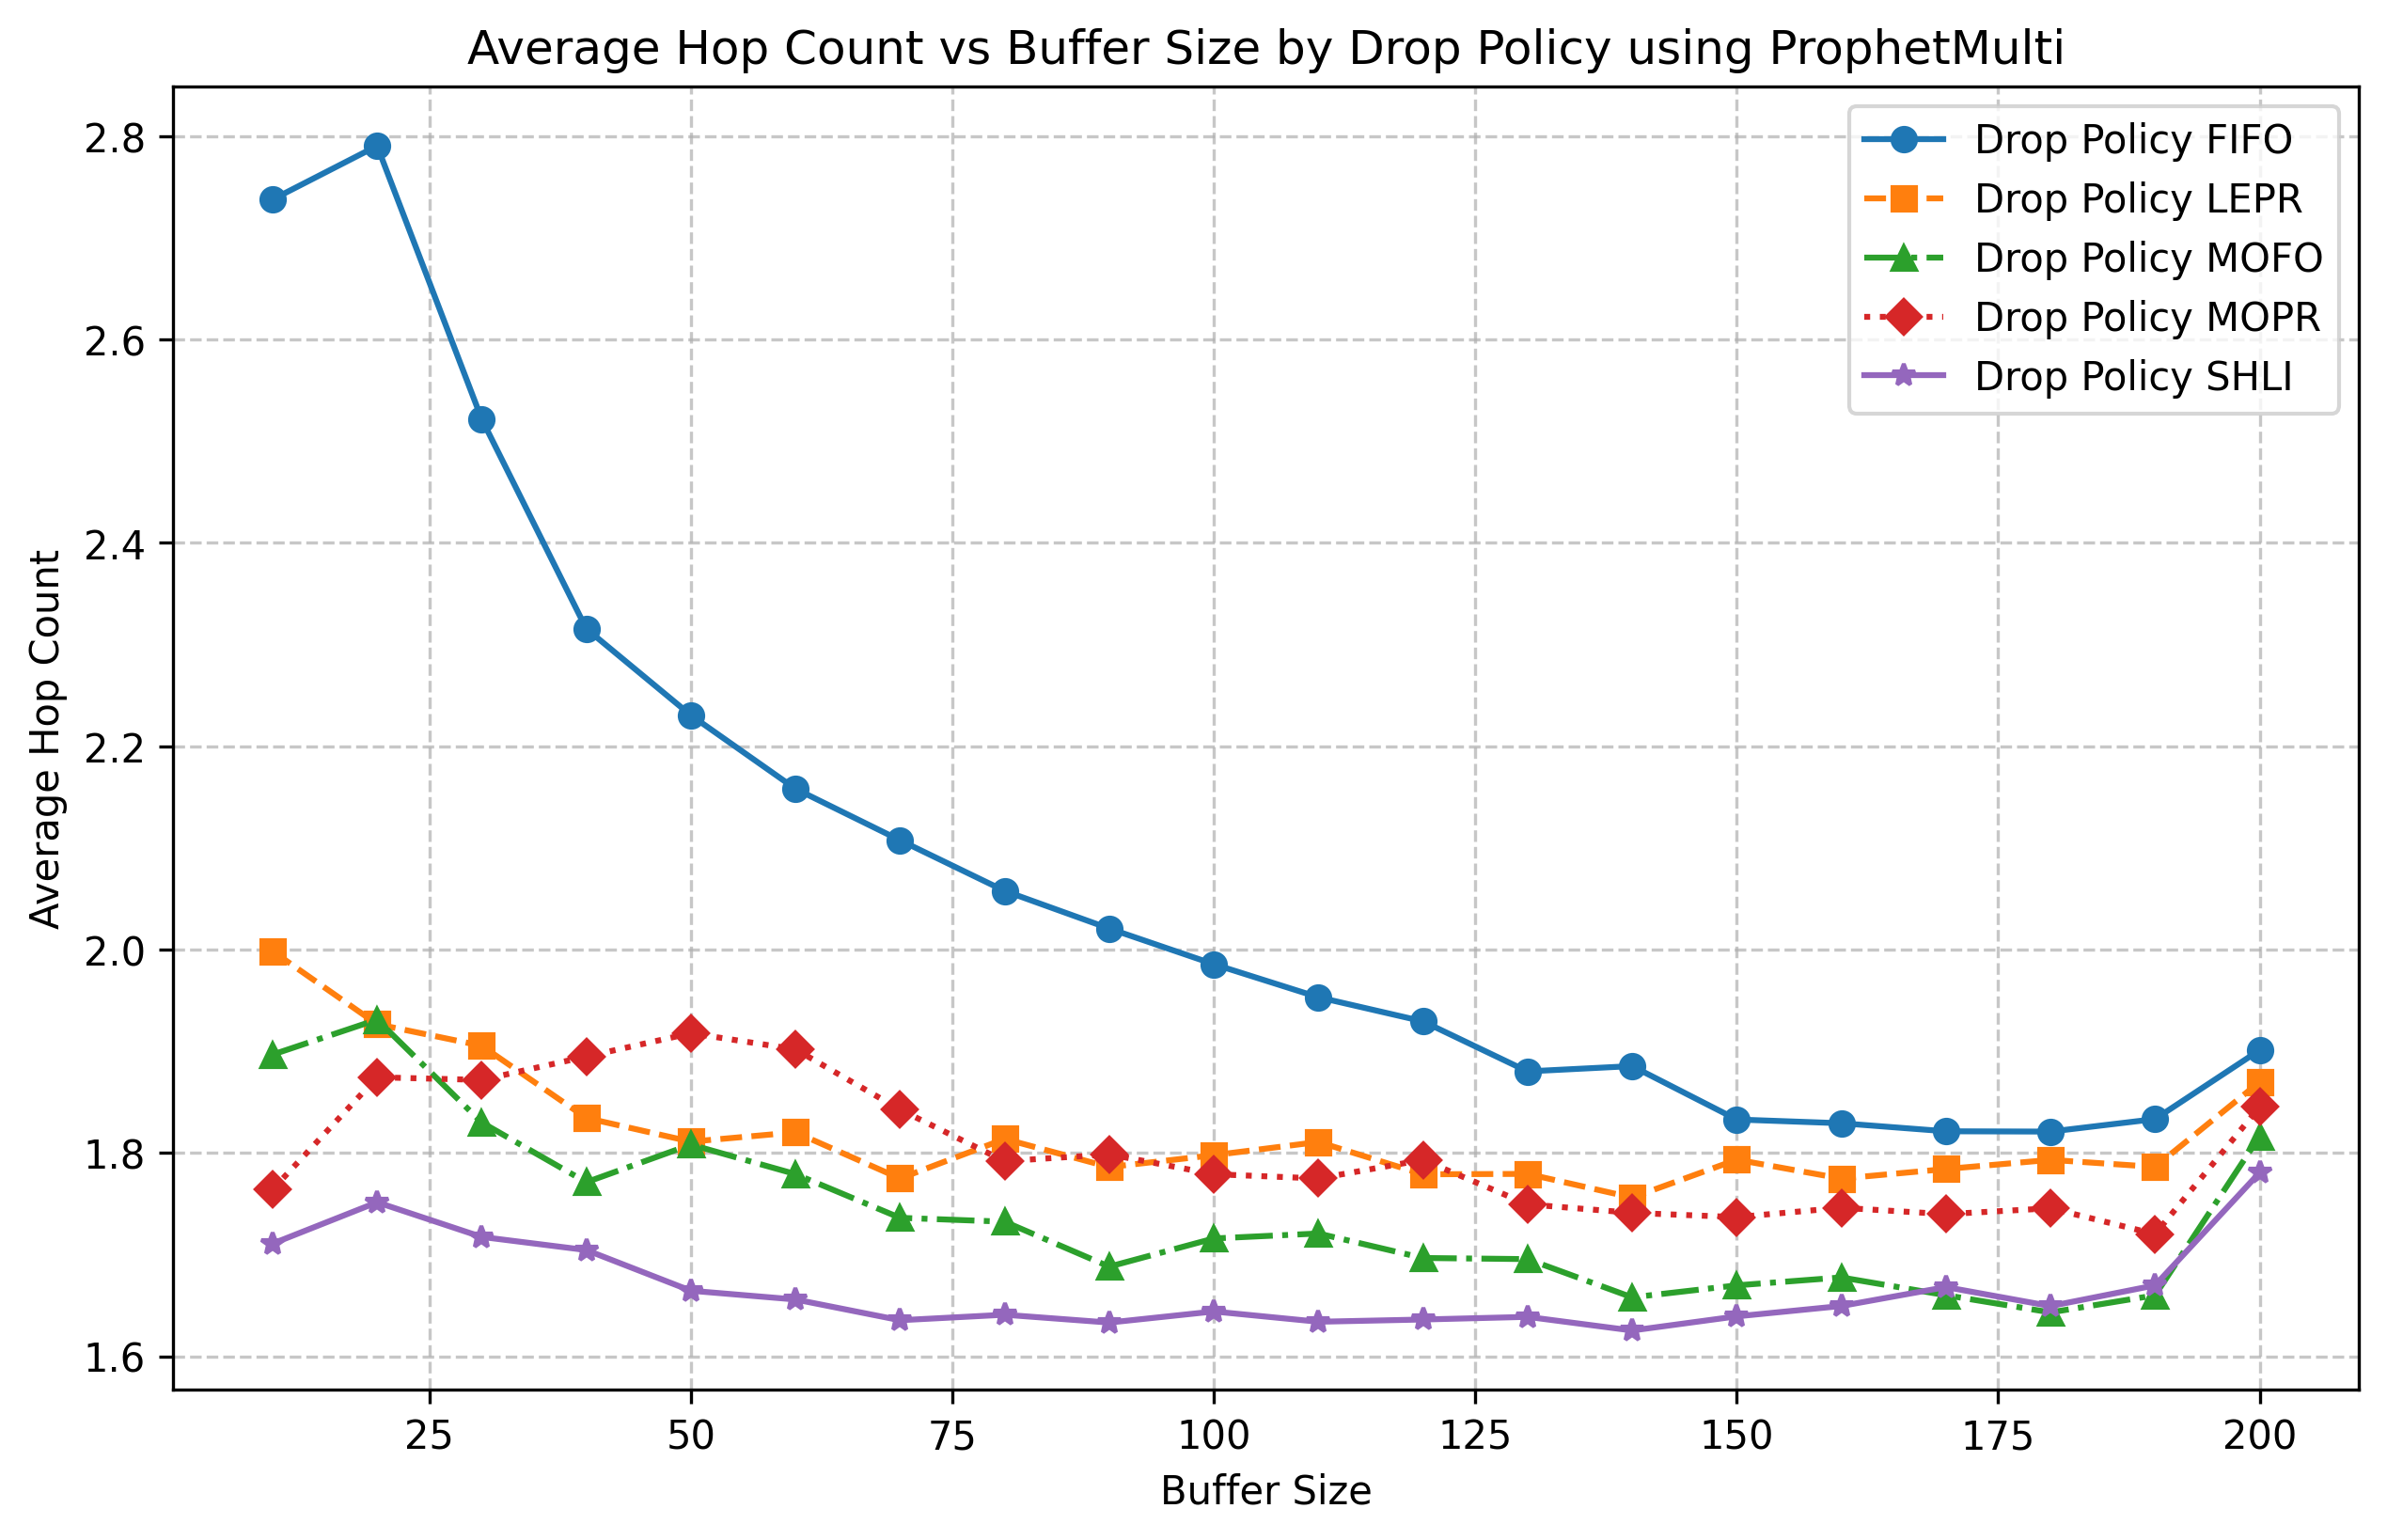 Average Hop Count vs Buffer Size by Drop Policy using ProphetMulti
Drop Policy FIFO
Drop Policy LEPR
Drop Policy MOFO
Drop Policy MOPR
Drop Policy SHLI
Average Hop Count
2.8
2.6
2.4
2.2
2.0
1.8
1.6
25 50 75 100 125 150 175 200
Buffer Size